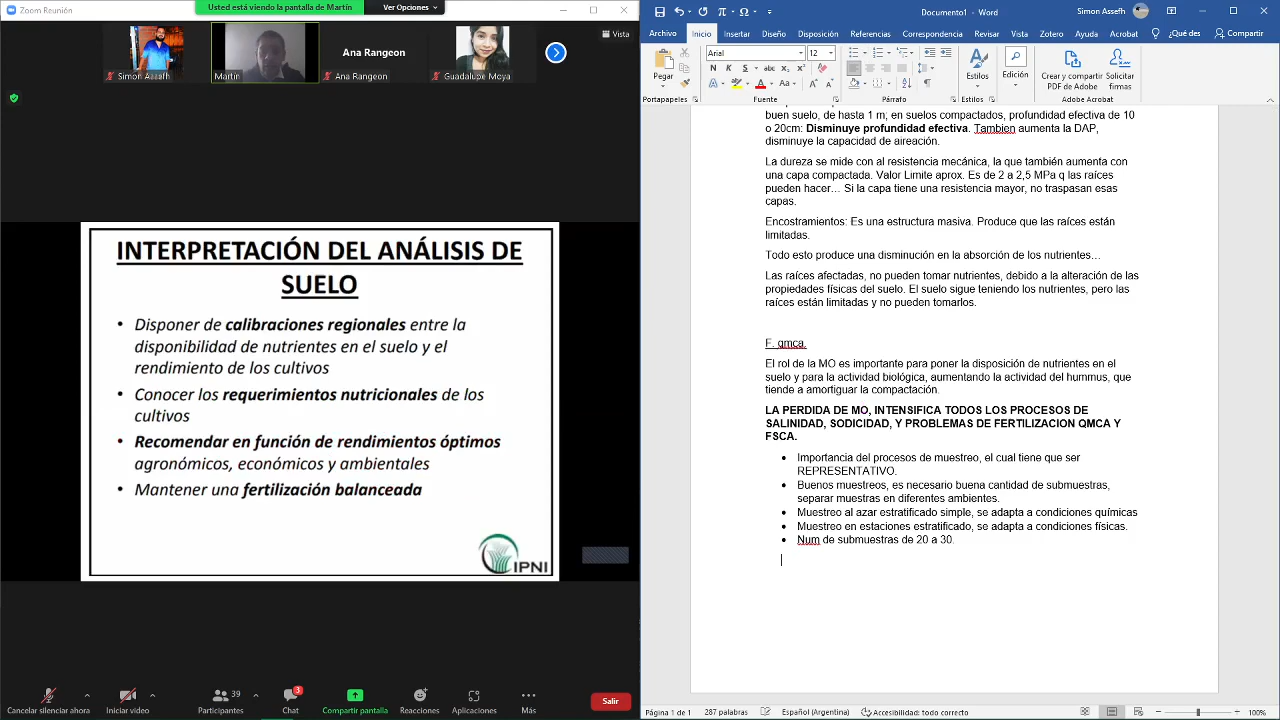 Zoom Reunión
Usted está viendo la pantalla de Martín
Ver Opciones
Vista
Simon Assefh
Martín
Ana Rangeon
Ana Rangeon
Guadalupe Moya
INTERPRETACIÓN DEL ANÁLISIS DE
SUELO
• Disponer de calibraciones regionales entre la
disponibilidad de nutrientes en el suelo y el
rendimiento de los cultivos
• Conocer los requerimientos nutricionales de los
cultivos
• Recomendar en función de rendimientos óptimos
agronómicos, económicos y ambientales
• Mantener una fertilización balanceada
IPNI
Cancelar silenciar ahora
Iniciar video
39
Participantes
3
Chat
Compartir pantalla
Reacciones
Aplicaciones
Más
Salir
Documento1 - Word
Simon Assefh
Archivo Inicio Insertar Diseño Disposición Referencias Correspondencia Revisar Vista Ayuda Acrobat ¿Qué desea Compartir
Arial 12
Pegar
N K S abc x₂ x²
Aa A A
Estilos
Edición
Crear y compartir Solicitar
PDF de Adobe firmas
Portapapeles Fuente Párrafo Estilos Adobe Acrobat
buen suelo, de hasta 1 m; en suelos compactados, profundidad efectiva de 10
o 20cm: Disminuye profundidad efectiva. Tambien aumenta la DAP,
disminuye la capacidad de aireación.
La dureza se mide con al resistencia mecánica, la que también aumenta con
una capa compactada. Valor Limite aprox. Es de 2 a 2,5 MPa q las raíces
pueden hacer... Si la capa tiene una resistencia mayor, no traspasan esas
capas.
Encostramientos: Es una estructura masiva. Produce que las raíces están
limitadas.
Todo esto produce una disminución en la absorción de los nutrientes...
Las raíces afectadas, no pueden tomar nutrientes, debido a la alteración de las
propiedades físicas del suelo. El suelo sigue teniendo los nutrientes, pero las
raíces están limitadas y no pueden tomarlos.
F. qmca.
El rol de la MO es importante para poner la disposición de nutrientes en el
suelo y para la actividad biológica, aumentando la actividad del hummus, que
tiende a amortiguar la compactación.
LA PERDIDA DE MO, INTENSIFICA TODOS LOS PROCESOS DE
SALINIDAD, SODICIDAD, Y PROBLEMAS DE FERTILIZACION QMCA Y
FSCA.
• Importancia del procesos de muestreo, el cual tiene que ser
REPRESENTATIVO.
• Buenos muestreos, es necesario buena cantidad de submuestras,
separar muestras en diferentes ambientes.
• Muestreo al azar estratificado simple, se adapta a condiciones químicas
• Muestreo en estaciones estratificado, se adapta a condiciones físicas.
• Num de submuestras de 20 a 30.
Página 1 de 1 287 palabras Español (Argentina) Accesibilidad: todo correcto 100%